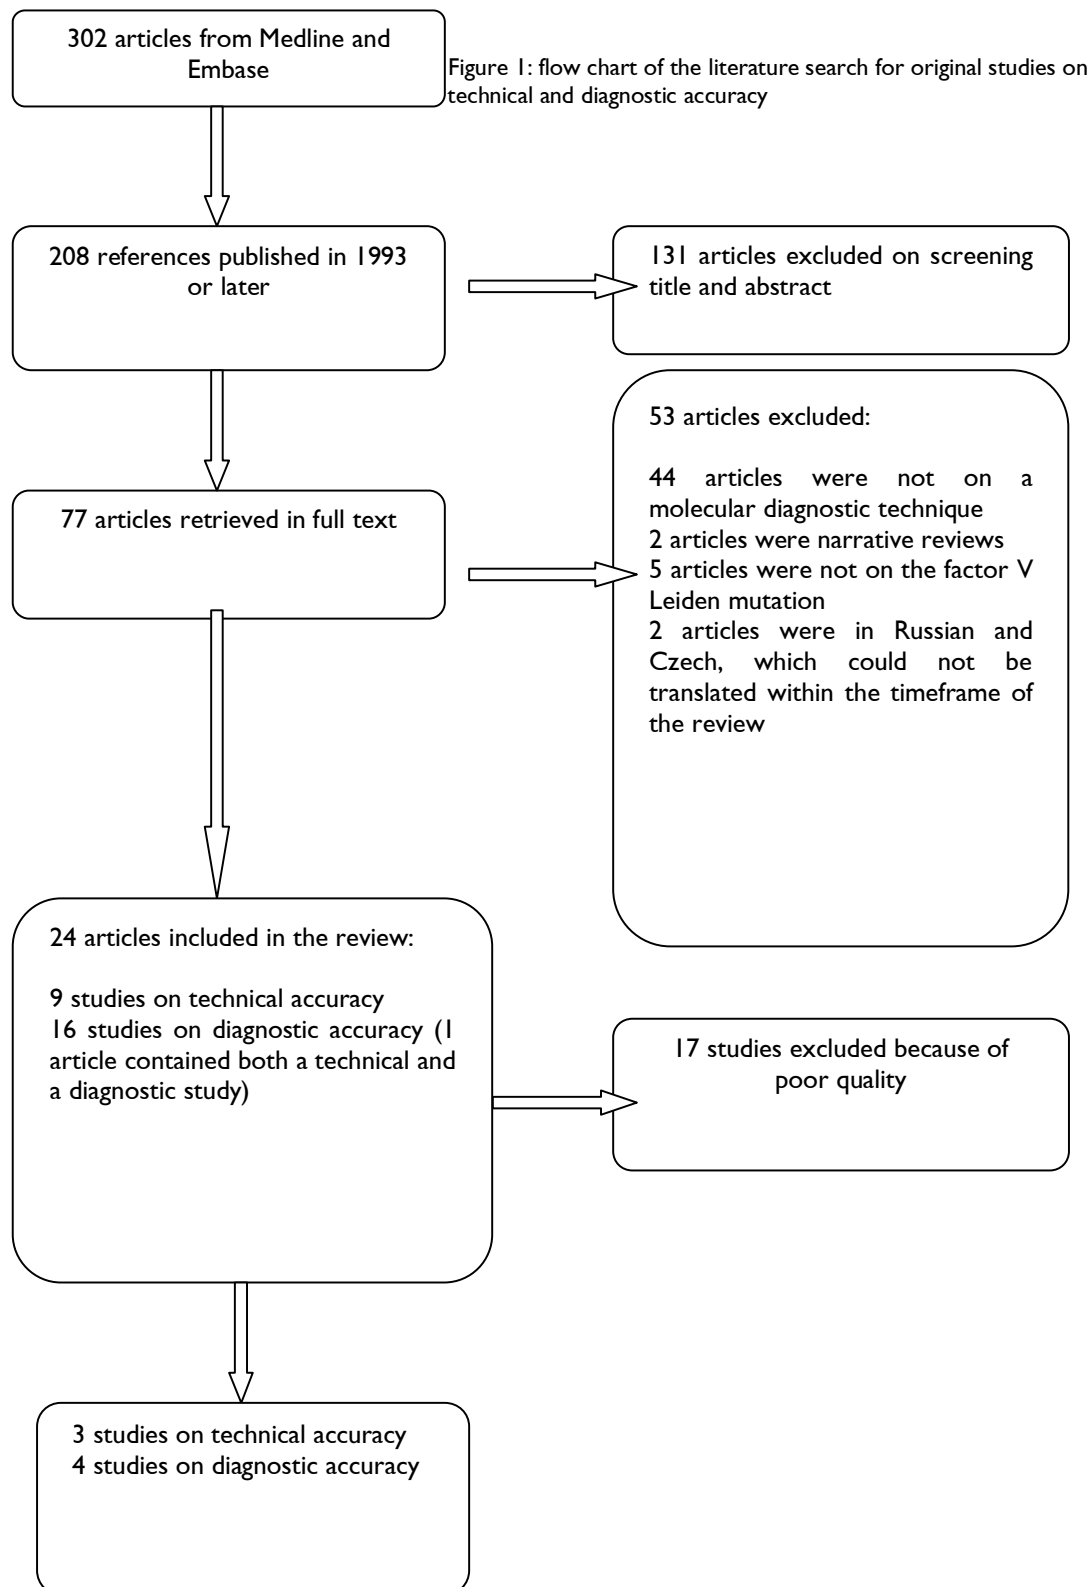 302 articles from Medline and
Embase
Figure 1: flow chart of the literature search for original studies on
technical and diagnostic accuracy
208 references published in 1993
or later
131 articles excluded on screening
title and abstract
77 articles retrieved in full text
53 articles excluded:
44 articles were not on a
molecular diagnostic technique
2 articles were narrative reviews
5 articles were not on the factor V
Leiden mutation
2 articles were in Russian and
Czech, which could not be
translated within the timeframe of
the review
24 articles included in the review:
9 studies on technical accuracy
16 studies on diagnostic accuracy (1
article contained both a technical and
a diagnostic study)
17 studies excluded because of
poor quality
3 studies on technical accuracy
4 studies on diagnostic accuracy